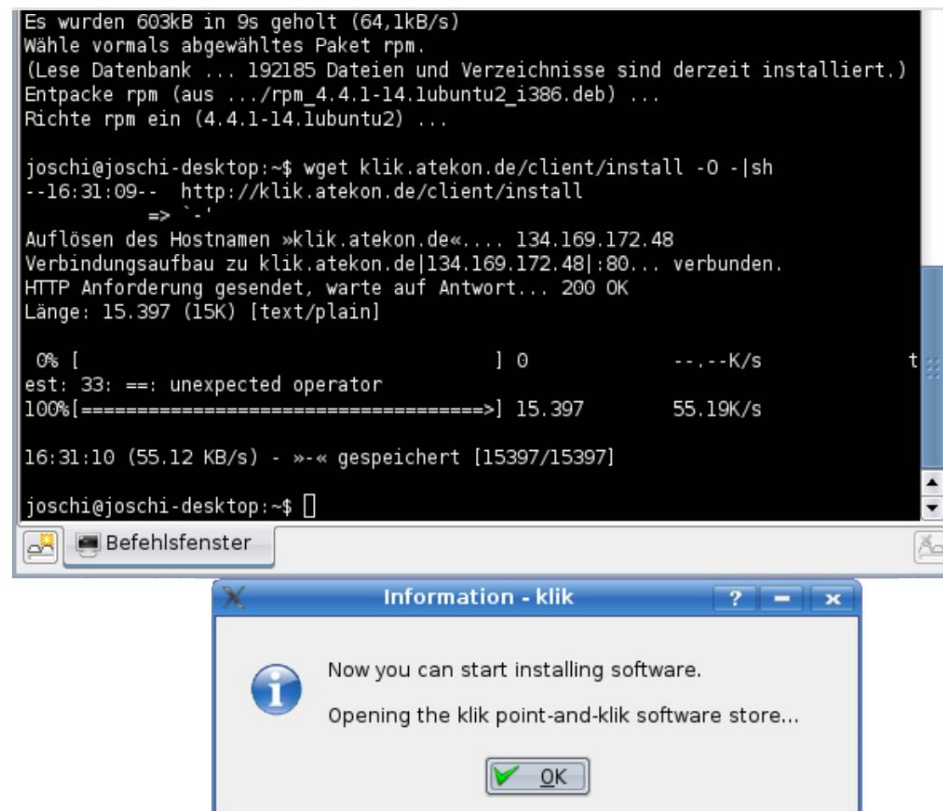 Es wurden 603kB in 9s geholt (64,1kB/s)
Wähle vormals abgewähltes Paket rpm.
(Lese Datenbank ... 192185 Dateien und Verzeichnisse sind derzeit installiert.)
Entpacke rpm (aus .../rpm_4.4.1-14.1ubuntu2_i386.deb) ...
Richte rpm ein (4.4.1-14.1ubuntu2) ...
joschi@joschi-desktop:~$ wget klik.atekon.de/client/install -O -|sh
--16:31:09--  http://klik.atekon.de/client/install
=> `-'
Auflösen des Hostnamen »klik.atekon.de«.... 134.169.172.48
Verbindungsaufbau zu klik.atekon.de|134.169.172.48|:80... verbunden.
HTTP Anforderung gesendet, warte auf Antwort... 200 OK
Länge: 15.397 (15K) [text/plain]
0% [                                     ] 0             --.--K/s              t
est: 33: ==: unexpected operator
100%[====================================>] 15.397        55.19K/s
16:31:10 (55.12 KB/s) - »-« gespeichert [15397/15397]
joschi@joschi-desktop:~$
Befehlsfenster
Information - klik
Now you can start installing software.
Opening the klik point-and-klik software store...
OK